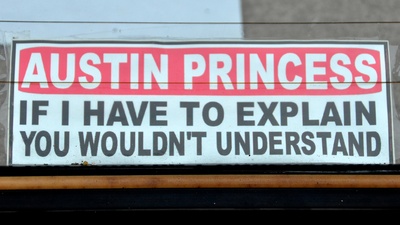 AUSTIN PRINCESS
IF I HAVE TO EXPLAIN
YOU WOULDN'T UNDERSTAND